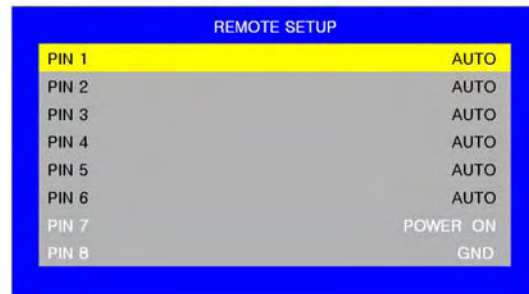 REMOTE SETUP
PIN 1 AUTO
PIN 2 AUTO
PIN 3 AUTO
PIN 4 AUTO
PIN 5 AUTO
PIN 6 AUTO
PIN 7 POWER ON
PIN 8 GND